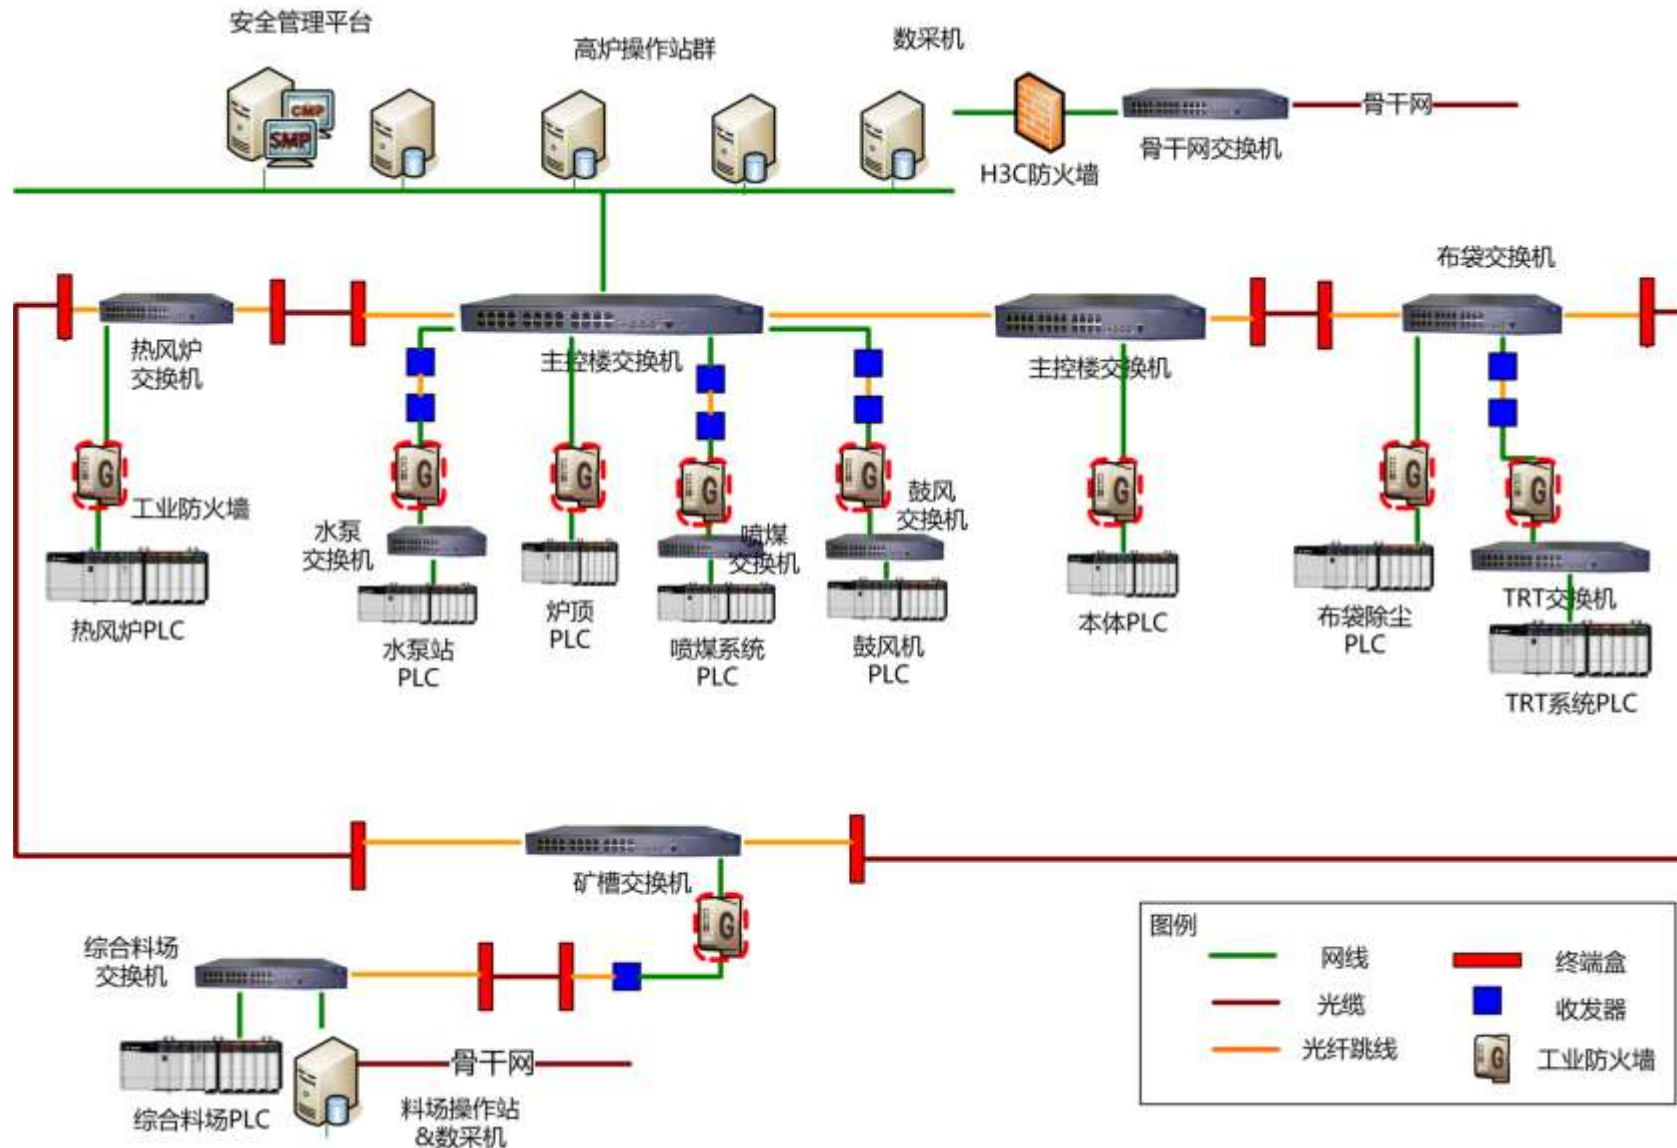 安全管理平台
高炉操作站群
数采机
CMP
SMP
骨干网
骨干网交换机
H3C防火墙
布袋交换机
热风炉
交换机
主控楼交换机
主控楼交换机
G
G
G
G
G
G
G
G
工业防火墙
水泵
交换机
喷煤
交换机
鼓风
交换机
热风炉PLC
水泵站
PLC
炉顶
PLC
喷煤系统
PLC
鼓风机
PLC
本体PLC
布袋除尘
PLC
TRT交换机
TRT系统PLC
矿槽交换机
G
综合料场
交换机
综合料场PLC
骨干网
料场操作站
&数采机
图例
网线
终端盒
光缆
收发器
光纤跳线
G
工业防火墙